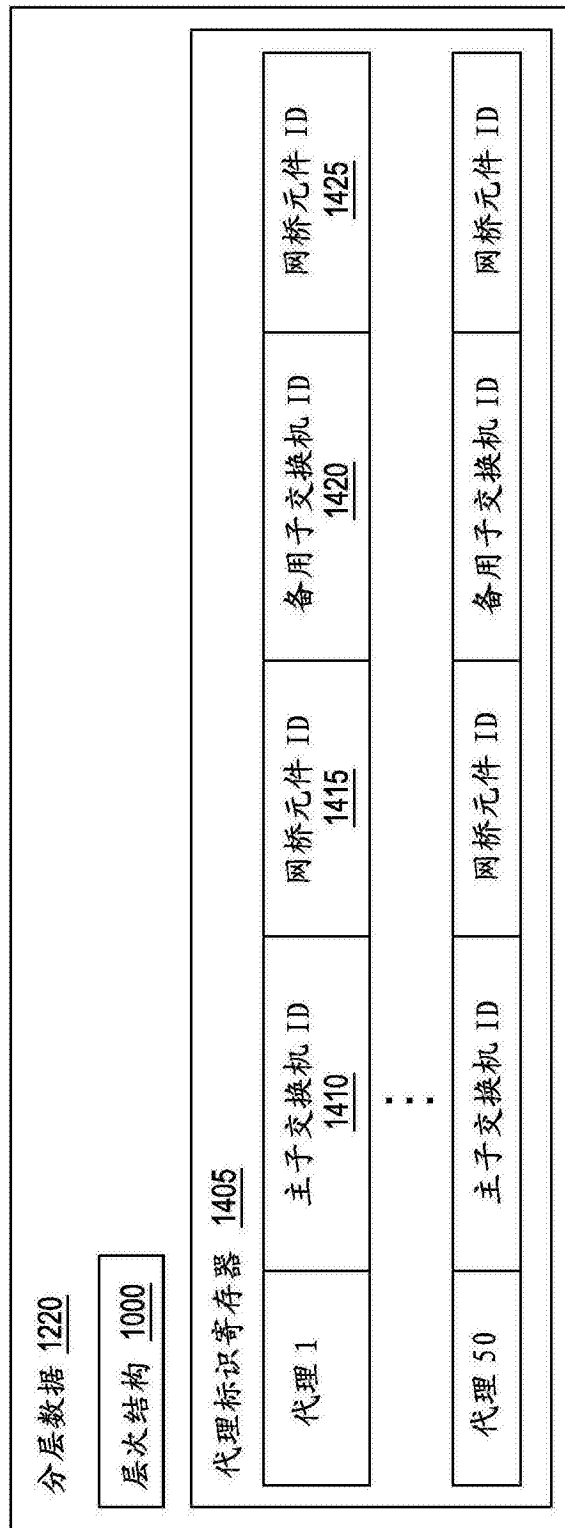 分层数据 1220
层次结构 1000
代理标识寄存器 1405
代理 1
主子交换机 ID
1410
网桥元件 ID
1415
备用子交换机 ID
1420
网桥元件 ID
1425
...
代理 50
主子交换机 ID
网桥元件 ID
备用子交换机 ID
网桥元件 ID